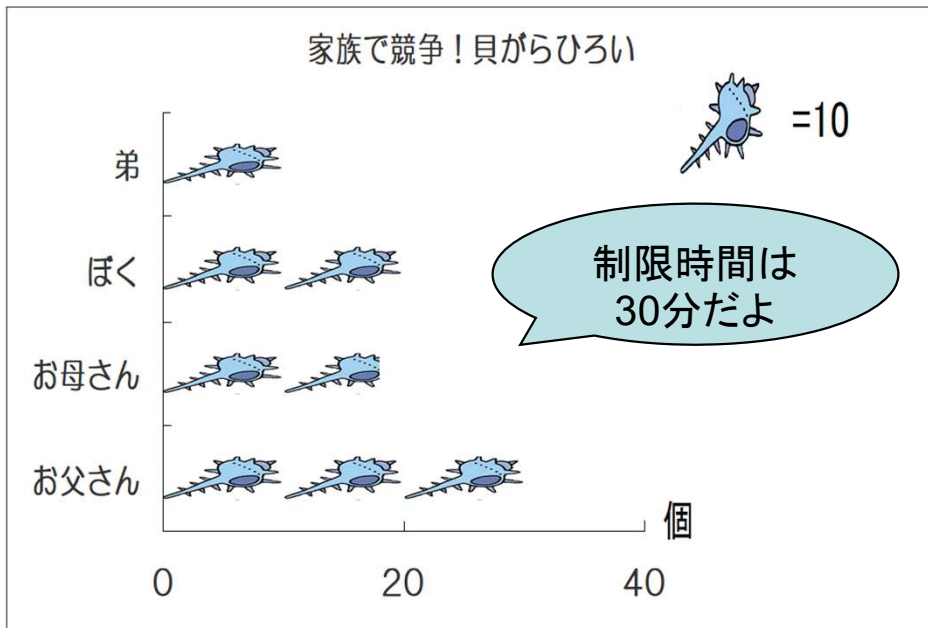 家族で競争！貝がらひろい
=10
弟
制限時間は
30分だよ
ぼく
お母さん
お父さん
個
0 20 40